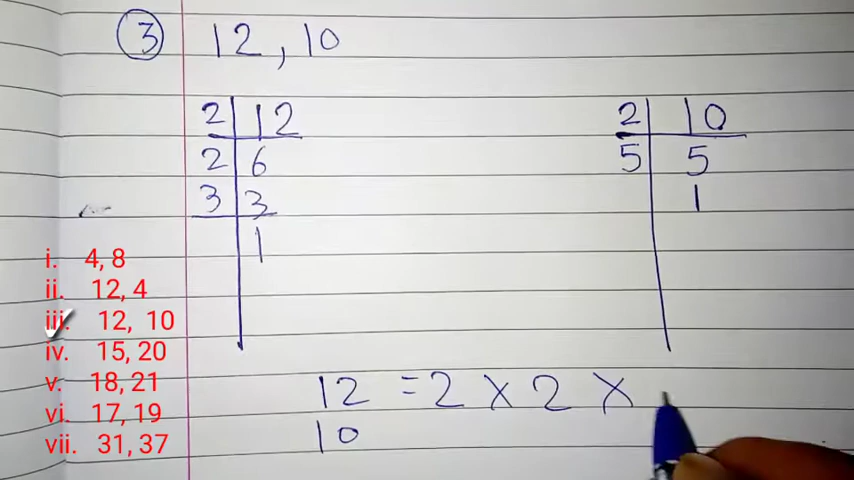 3 12, 10
2 12 2 10
2 6 5 5
3 3 1
1
i. 4, 8
ii. 12, 4
iii. 12, 10
iv. 15, 20
v. 18, 21
vi. 17, 19
vii. 31, 37
12 = 2 × 2 ×
10